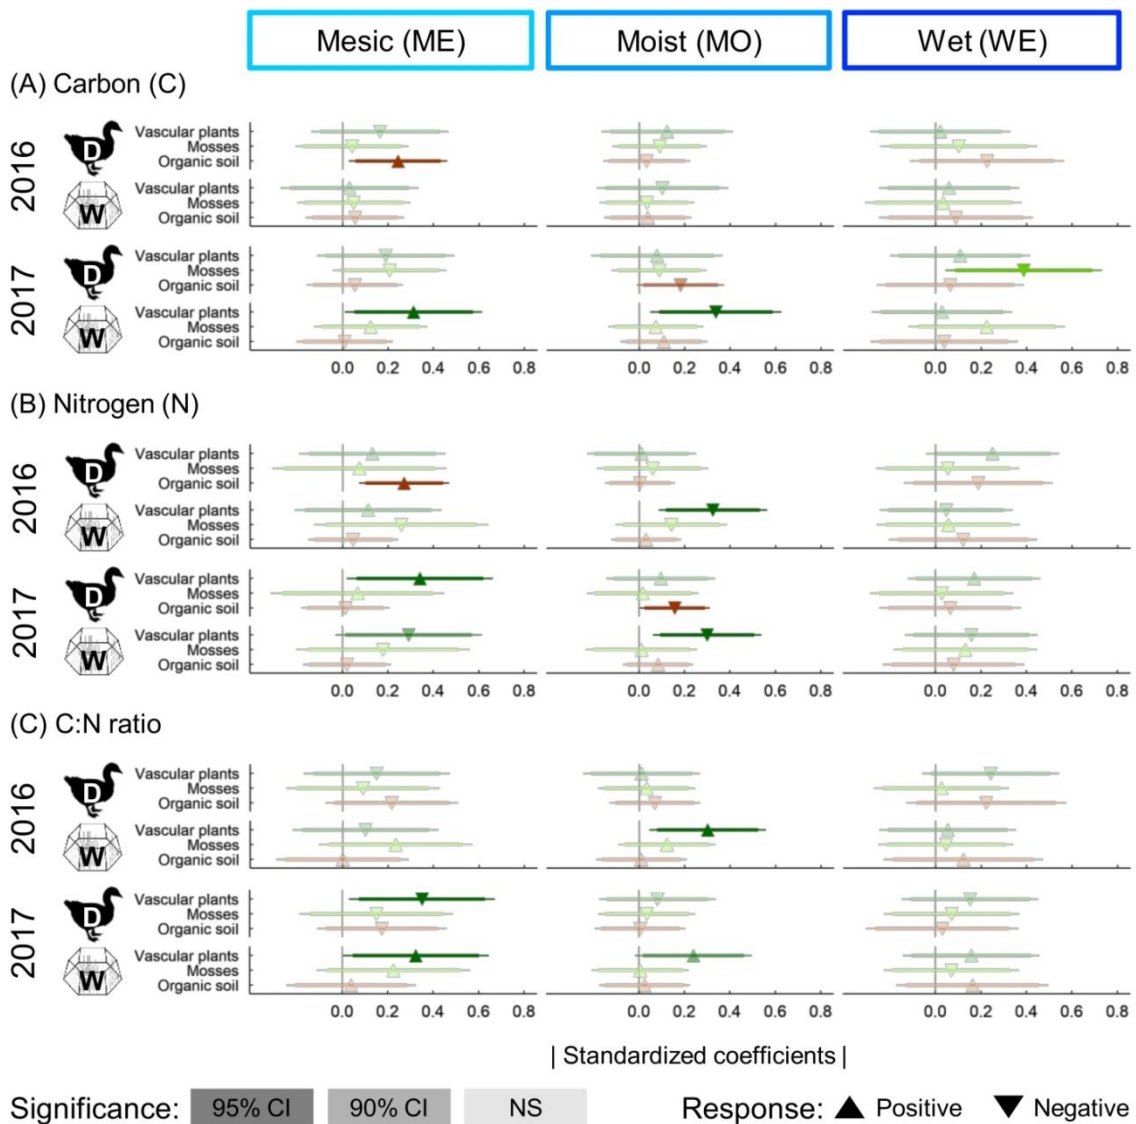 Mesic (ME) Moist (MO) Wet (WE)
(A) Carbon (C)
2016
D
Vascular plants
Mosses
Organic soil
W
Vascular plants
Mosses
Organic soil
2017
D
Vascular plants
Mosses
Organic soil
W
Vascular plants
Mosses
Organic soil
0.0 0.2 0.4 0.6 0.8 0.0 0.2 0.4 0.6 0.8 0.0 0.2 0.4 0.6 0.8
(B) Nitrogen (N)
2016
D
Vascular plants
Mosses
Organic soil
W
Vascular plants
Mosses
Organic soil
2017
D
Vascular plants
Mosses
Organic soil
W
Vascular plants
Mosses
Organic soil
0.0 0.2 0.4 0.6 0.8 0.0 0.2 0.4 0.6 0.8 0.0 0.2 0.4 0.6 0.8
(C) C:N ratio
2016
D
Vascular plants
Mosses
Organic soil
W
Vascular plants
Mosses
Organic soil
2017
D
Vascular plants
Mosses
Organic soil
W
Vascular plants
Mosses
Organic soil
0.0 0.2 0.4 0.6 0.8 0.0 0.2 0.4 0.6 0.8 0.0 0.2 0.4 0.6 0.8
| Standardized coefficients |
Significance: 95% CI 90% CI NS Response: ▲ Positive ▼ Negative